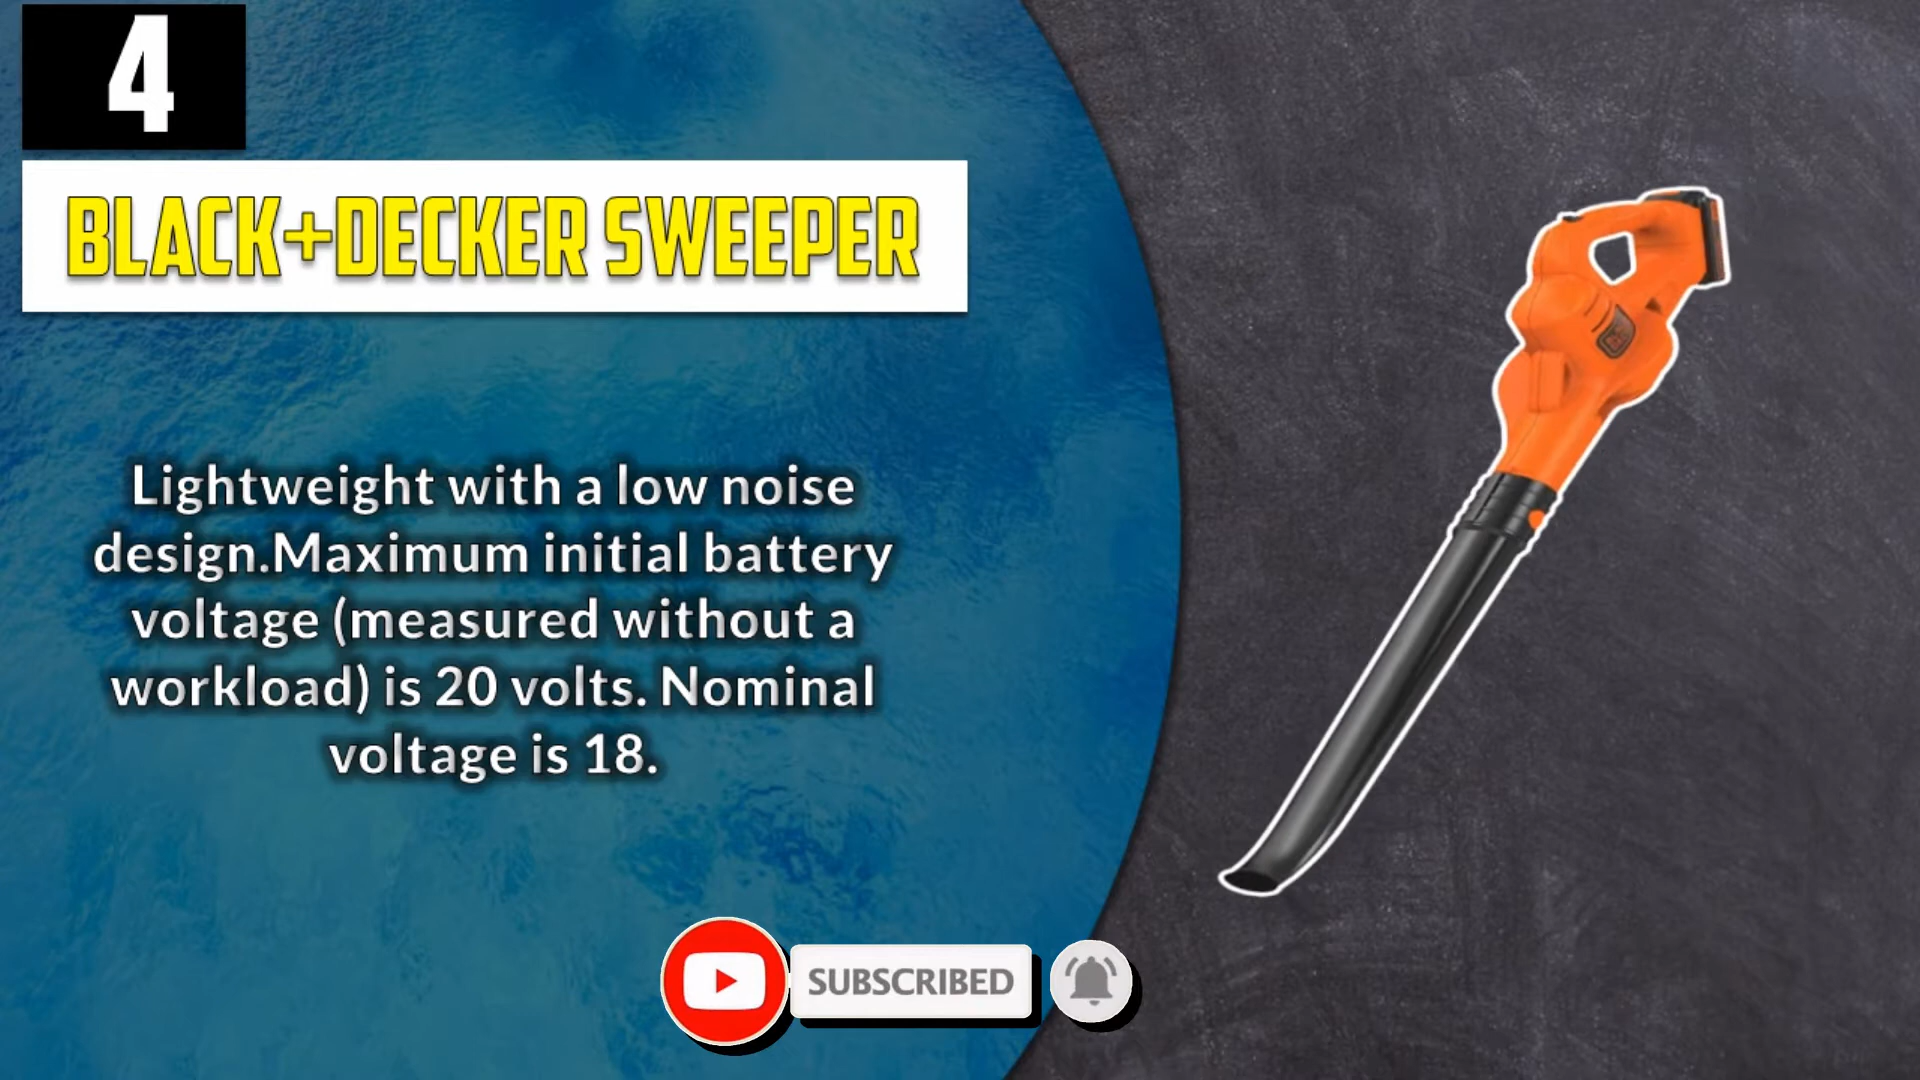 4
BLACK+DECKER SWEEPER
Lightweight with a low noise
design.Maximum initial battery
voltage (measured without a
workload) is 20 volts. Nominal
voltage is 18.
SUBSCRIBED